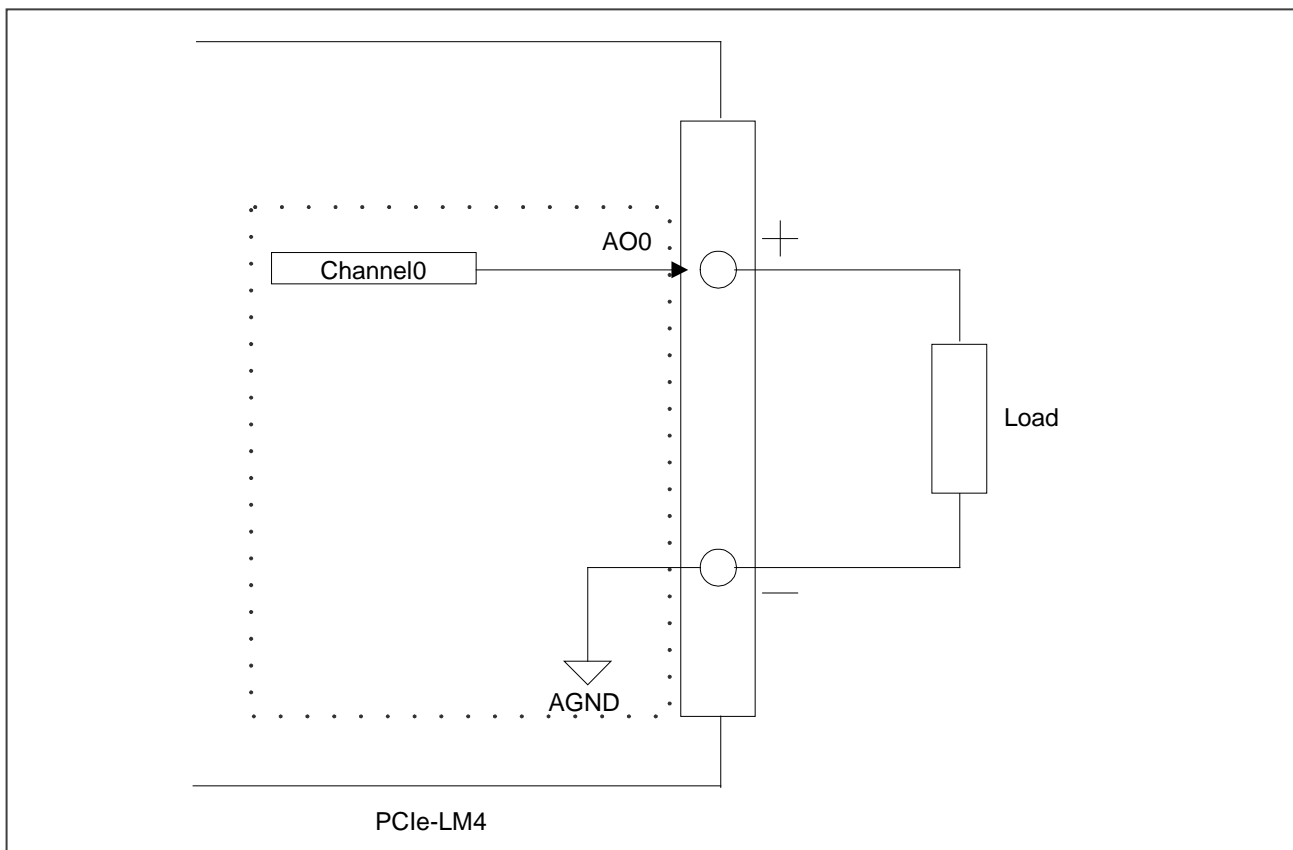 AO0
+
Channel0
Load
—
AGND
PCIe-LM4